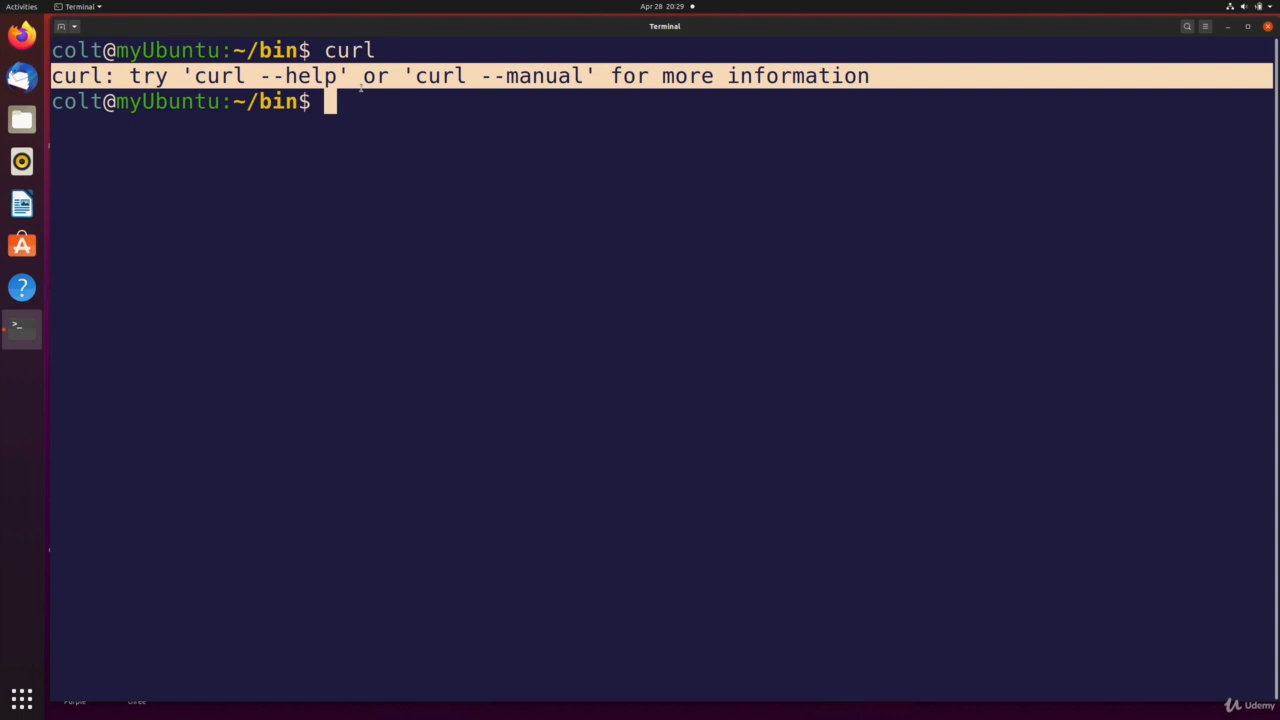 Activities
Terminal
Apr 28 20:29
Terminal
colt@myUbuntu:~/bin$ curl
curl: try 'curl --help' or 'curl --manual' for more information
colt@myUbuntu:~/bin$
Purple three
Udemy